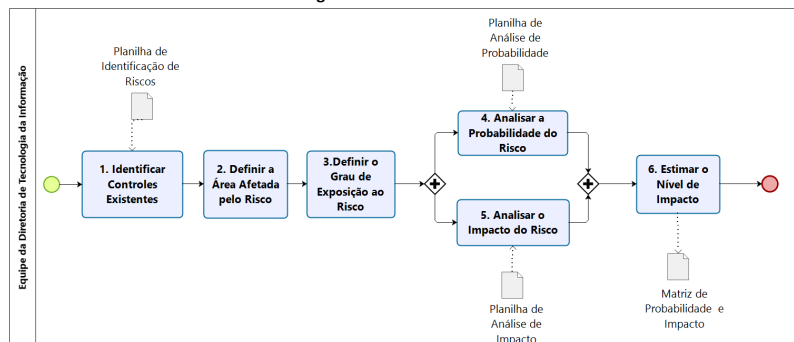 Equipe da Diretoria de Tecnologia da Informação
Planilha de
Identificação de
Riscos
1. Identificar
Controles
Existentes
2. Definir a
Área Afetada
pelo Risco
3.Definir o
Grau de
Exposição ao
Risco
Planilha de
Análise de
Probabilidade
4. Analisar a
Probabilidade do
Risco
5. Analisar o
Impacto do Risco
Planilha de
Análise de
Impacto
6. Estimar o
Nível de
Impacto
Matriz de
Probabilidade e
Impacto